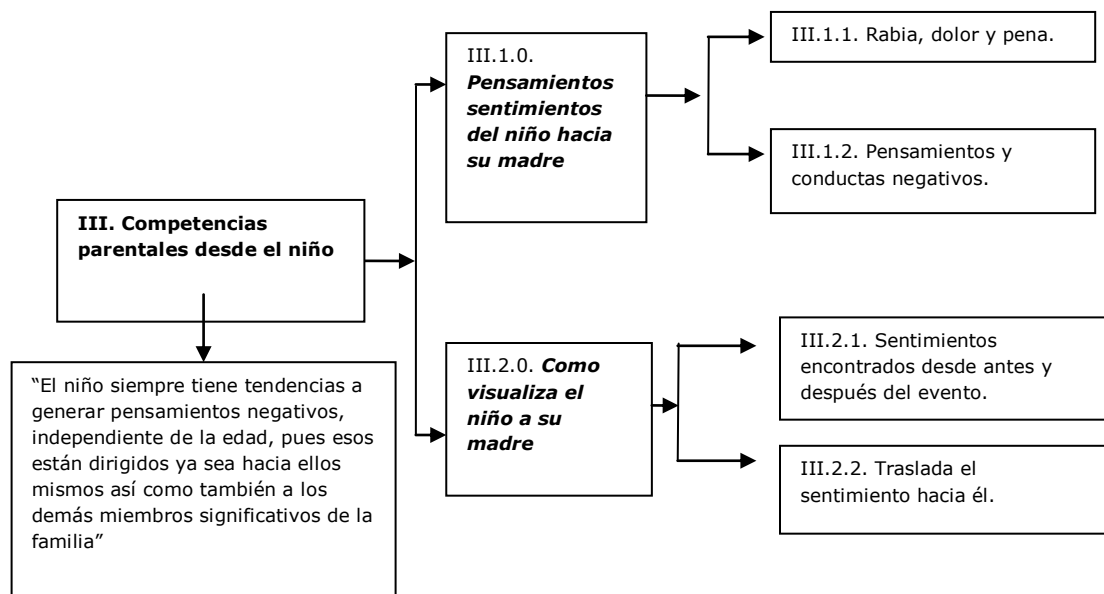 III. Competencias
parentales desde el niño
“El niño siempre tiene tendencias a
generar pensamientos negativos,
independiente de la edad, pues esos
están dirigidos ya sea hacia ellos
mismos así como también a los
demás miembros significativos de la
familia”
III.1.0.
Pensamientos
sentimientos
del niño hacia
su madre
III.1.1. Rabia, dolor y pena.
III.1.2. Pensamientos y
conductas negativos.
III.2.0. Como
visualiza el
niño a su
madre
III.2.1. Sentimientos
encontrados desde antes y
después del evento.
III.2.2. Traslada el
sentimiento hacia él.